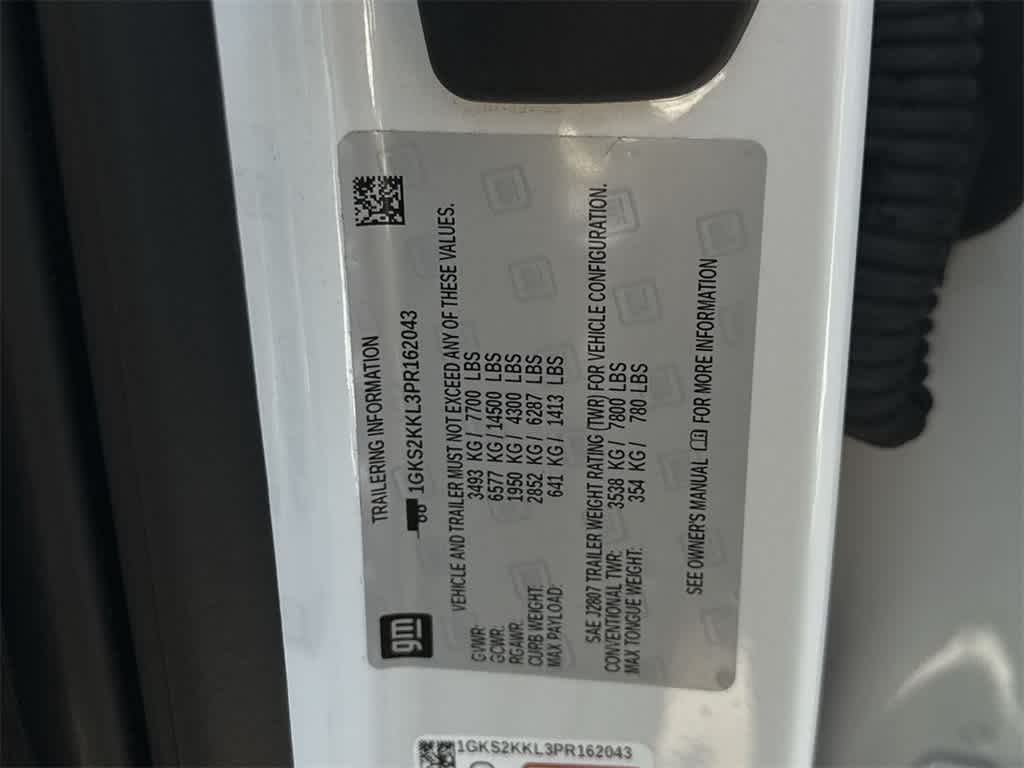 TRAILERING INFORMATION
1GKS2KKL3PR162043
gm
VEHICLE AND TRAILER MUST NOT EXCEED ANY OF THESE VALUES.
GVWR: 3493 KG / 7700 LBS
GCWR: 6577 KG / 14500 LBS
RGAWR: 1950 KG / 4300 LBS
CURB WEIGHT: 2852 KG / 6287 LBS
MAX PAYLOAD: 641 KG / 1413 LBS
SAE J2807 TRAILER WEIGHT RATING (TWR) FOR VEHICLE CONFIGURATION.
CONVENTIONAL TWR: 3538 KG / 7800 LBS
MAX TONGUE WEIGHT: 354 KG / 780 LBS
SEE OWNER'S MANUAL FOR MORE INFORMATION
1GKS2KKL3PR162043